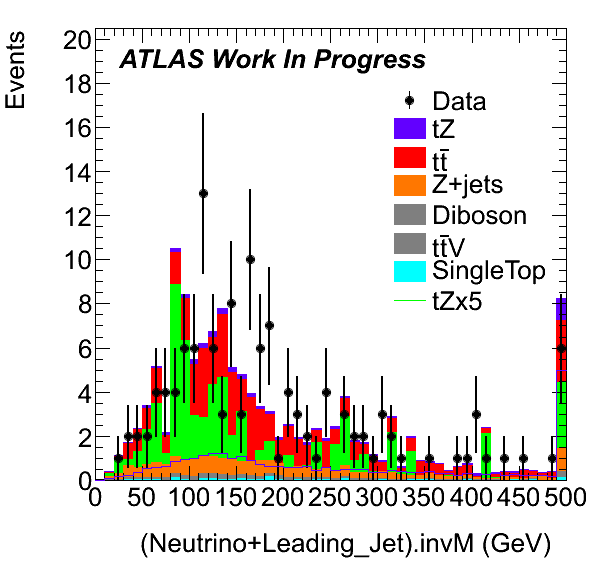 Events
20
18
16
14
12
10
8
6
4
2
0
ATLAS Work In Progress
Data
tZ
tt̄
Z+jets
Diboson
tt̄V
SingleTop
tZx5
0 50 100 150 200 250 300 350 400 450 500
(Neutrino+Leading_Jet).invM (GeV)